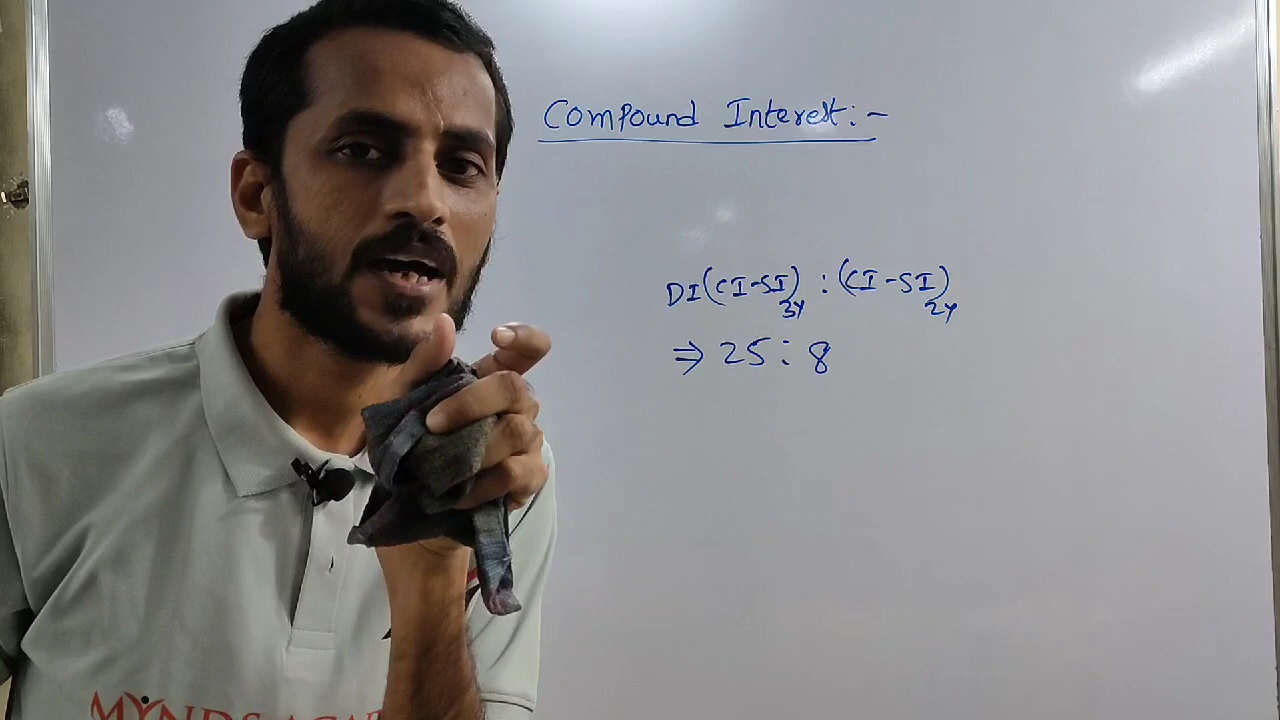 Compound Interest:-
DI(CI-SI)3Y : (CI-SI)2Y
⇒ 25 : 8